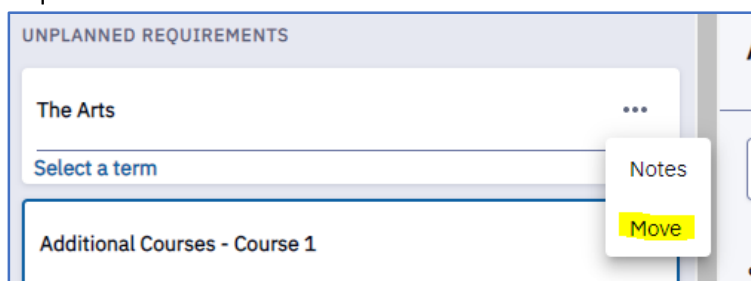 UNPLANNED REQUIREMENTS
The Arts
Select a term
Notes
Move
Additional Courses - Course 1